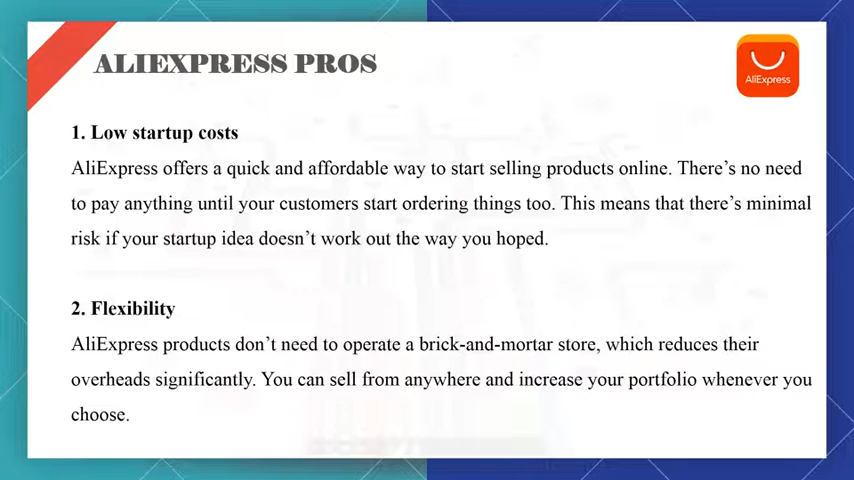 ALIEXPRESS PROS
AliExpress
1. Low startup costs
AliExpress offers a quick and affordable way to start selling products online. There’s no need
to pay anything until your customers start ordering things too. This means that there’s minimal
risk if your startup idea doesn’t work out the way you hoped.
2. Flexibility
AliExpress products don’t need to operate a brick-and-mortar store, which reduces their
overheads significantly. You can sell from anywhere and increase your portfolio whenever you
choose.